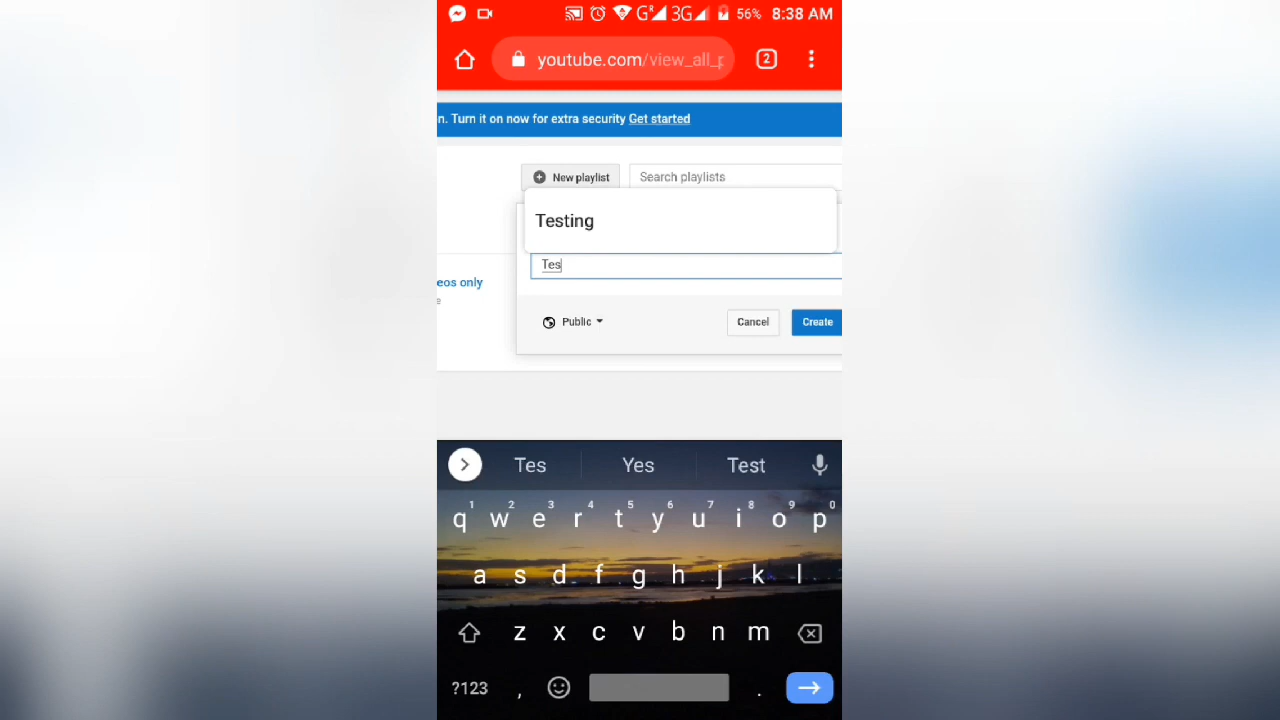 3G 56% 8:38 AM
youtube.com/view_all_p
2
n. Turn it on now for extra security Get started
New playlist Search playlists
Testing
Tes
eos only
e
Public Cancel Create
Tes Yes Test
1 2 3 4 5 6 7 8 9 0
q w e r t y u i o p
a s d f g h j k l
z x c v b n m
?123 , .